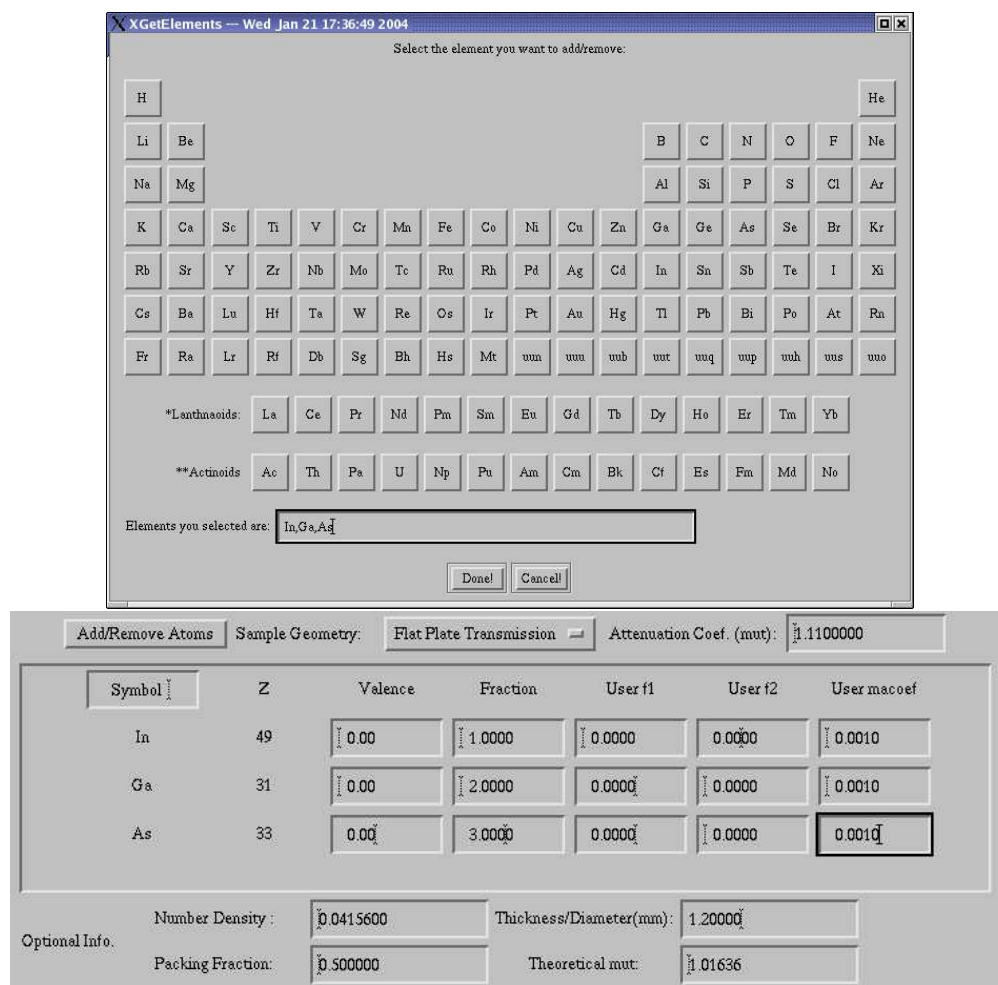 XGetElements --- Wed Jan 21 17:36:49 2004
Select the element you want to add/remove:
H He
Li Be B C N O F Ne
Na Mg Al Si P S Cl Ar
K Ca Sc Ti V Cr Mn Fe Co Ni Cu Zn Ga Ge As Se Br Kr
Rb Sr Y Zr Nb Mo Tc Ru Rh Pd Ag Cd In Sn Sb Te I Xi
Cs Ba Lu Hf Ta W Re Os Ir Pt Au Hg Tl Pb Bi Po At Rn
Fr Ra Lr Rf Db Sg Bh Hs Mt uun uuu uub uut uuq uup uuh uus uuo
*Lanthnaoids: La Ce Pr Nd Pm Sm Eu Gd Tb Dy Ho Er Tm Yb
**Actinoids Ac Th Pa U Np Pu Am Cm Bk Cf Es Fm Md No
Elements you selected are: In,Ga,As
Done! Cancel!
Add/Remove Atoms Sample Geometry: Flat Plate Transmission Attenuation Coef. (mut): 1.1100000
Symbol Z Valence Fraction User f1 User f2 User macoef
In 49 0.00 1.0000 0.0000 0.0000 0.0010
Ga 31 0.00 2.0000 0.0000 0.0000 0.0010
As 33 0.00 3.0000 0.0000 0.0000 0.0010
Number Density : 0.0415600 Thickness/Diameter(mm): 1.20000
Optional Info.
Packing Fraction: 0.500000 Theoretical mut: 1.01636